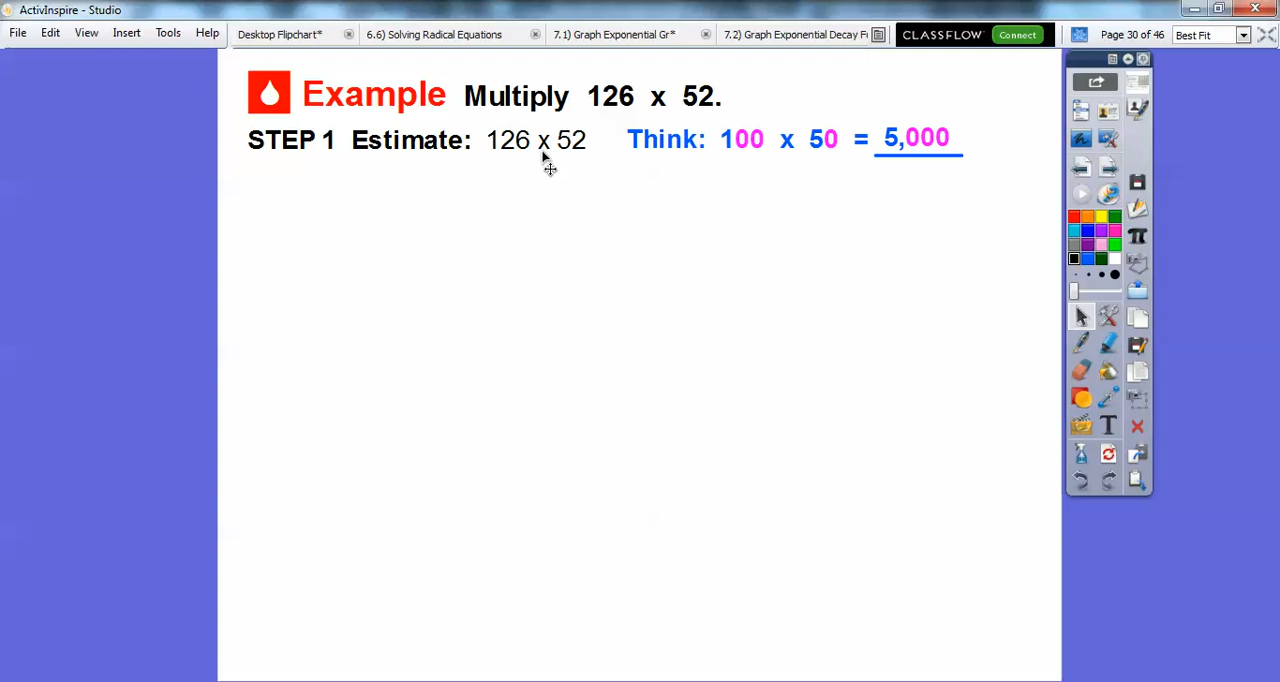 ActivInspire - Studio
File Edit View Insert Tools Help Desktop Flipchart* 6.6) Solving Radical Equations 7.1) Graph Exponential Gr* 7.2) Graph Exponential Decay F CLASSFLOW Connect Page 30 of 46 Best Fit
Example Multiply 126 x 52.
STEP 1 Estimate: 126 x 52 Think: 100 x 50 = 5,000